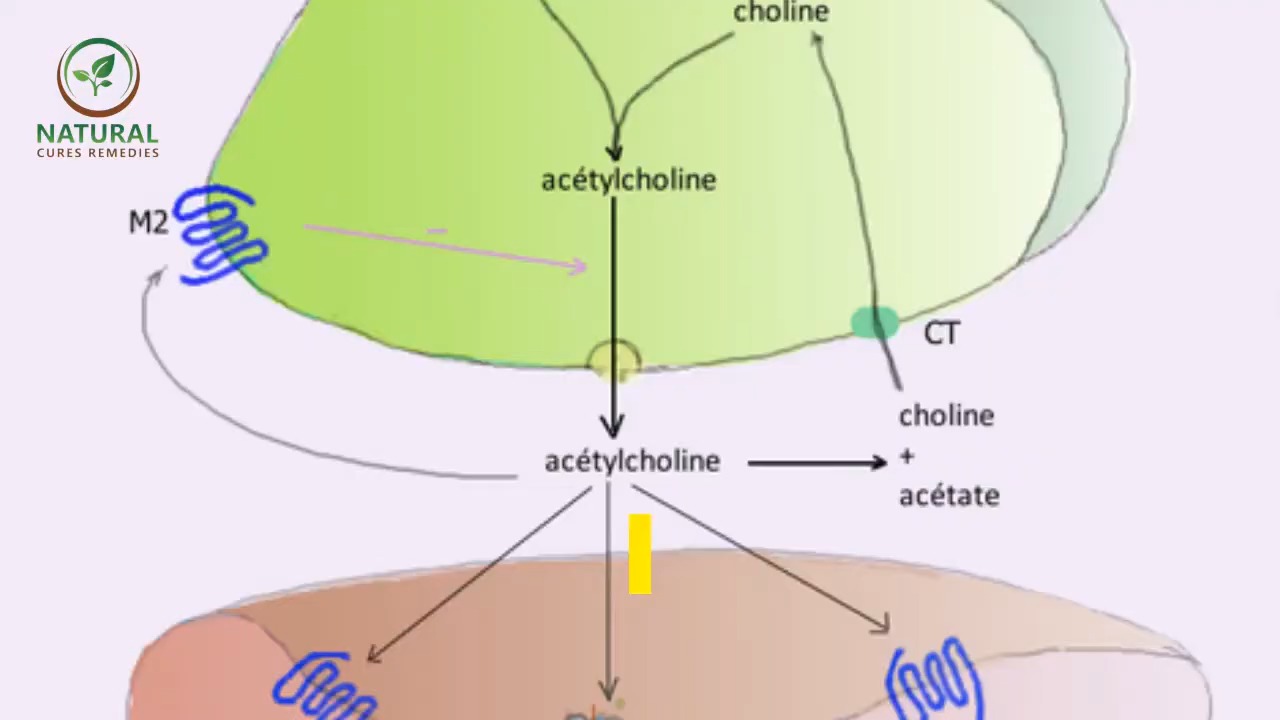 choline
NATURAL
CURES REMEDIES
acétylcholine
M2
-
CT
choline
+
acétylcholine
acétate